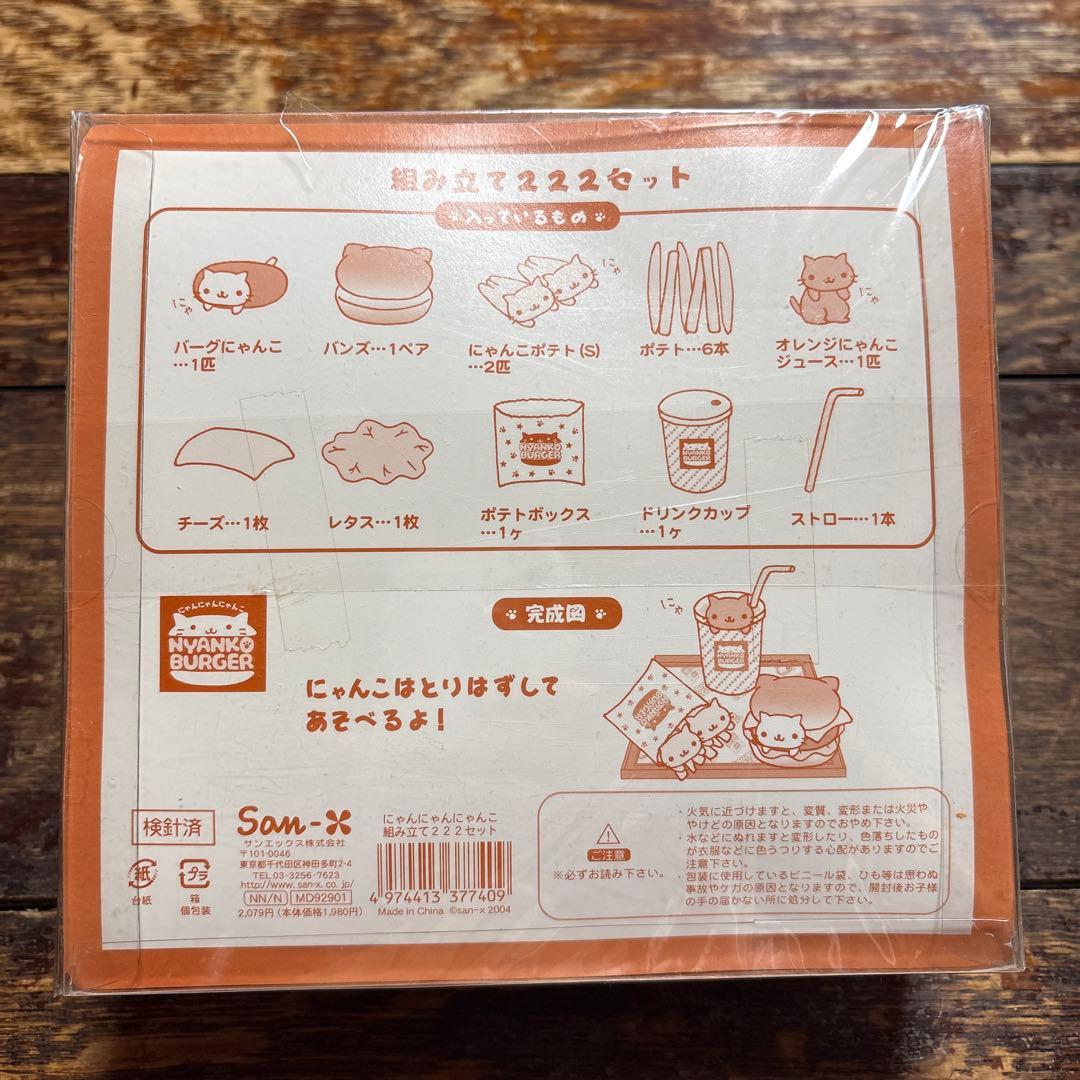 組み立て222セット
入っているもの
にゃ
バーグにゃんこ
…1匹
バンズ…1ペア
にゃ
にゃんこポテト(S)
…2匹
ポテト…6本
にゃ
オレンジにゃんこ
ジュース…1匹
チーズ…1枚
レタス…1枚
NYANKO
BURGER
ポテトボックス
…1ヶ
NYANKO
BURGER
ドリンクカップ
…1ヶ
ストロー…1本
にゃんにゃんにゃんこ
NYANKO
BURGER
完成図
にゃんこはとりはずして
あそべるよ!
にゃ
NYANKO
BURGER
検針済
紙
台紙
プラ
箱
個包装
San-X
サンエックス株式会社
〒101-0046
東京都千代田区神田多町2-4
TEL 03-3256-7623
http://www.san-x.co.jp/
NN/N MD92901
2,079円(本体価格1,980円)
にゃんにゃんにゃんこ
組み立て222セット
4 974413 377409
Made in China ©san-x 2004
ご注意
※必ずお読み下さい。
・火気に近づけますと、変質、変形または火災や
やけどの原因となりますのでおやめ下さい。
・水などにぬれますと変形したり、色落ちしたもの
が衣服などに色うつりする心配がありますのでご
注意下さい。
・包装に使用しているビニール袋、ひも等は思わぬ
事故やケガの原因となりますので、開封後お子様
の手の届かない所に処分して下さい。